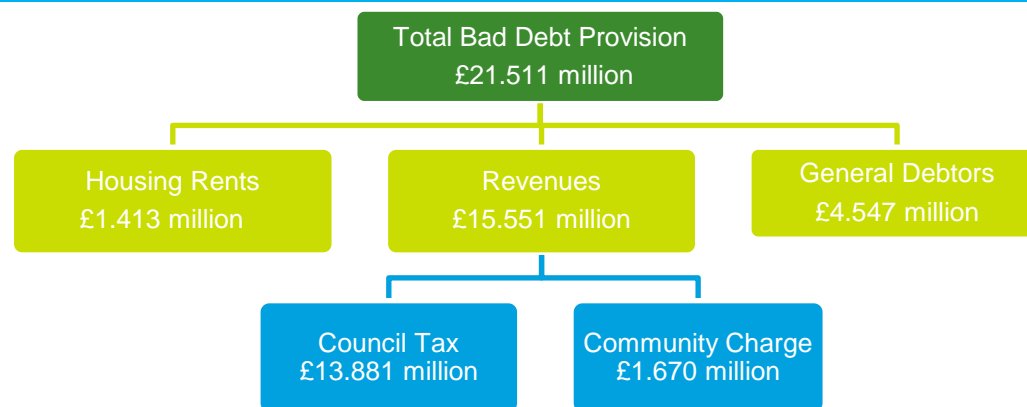 Total Bad Debt Provision
£21.511 million
Housing Rents
£1.413 million
Revenues
£15.551 million
General Debtors
£4.547 million
Council Tax
£13.881 million
Community Charge
£1.670 million